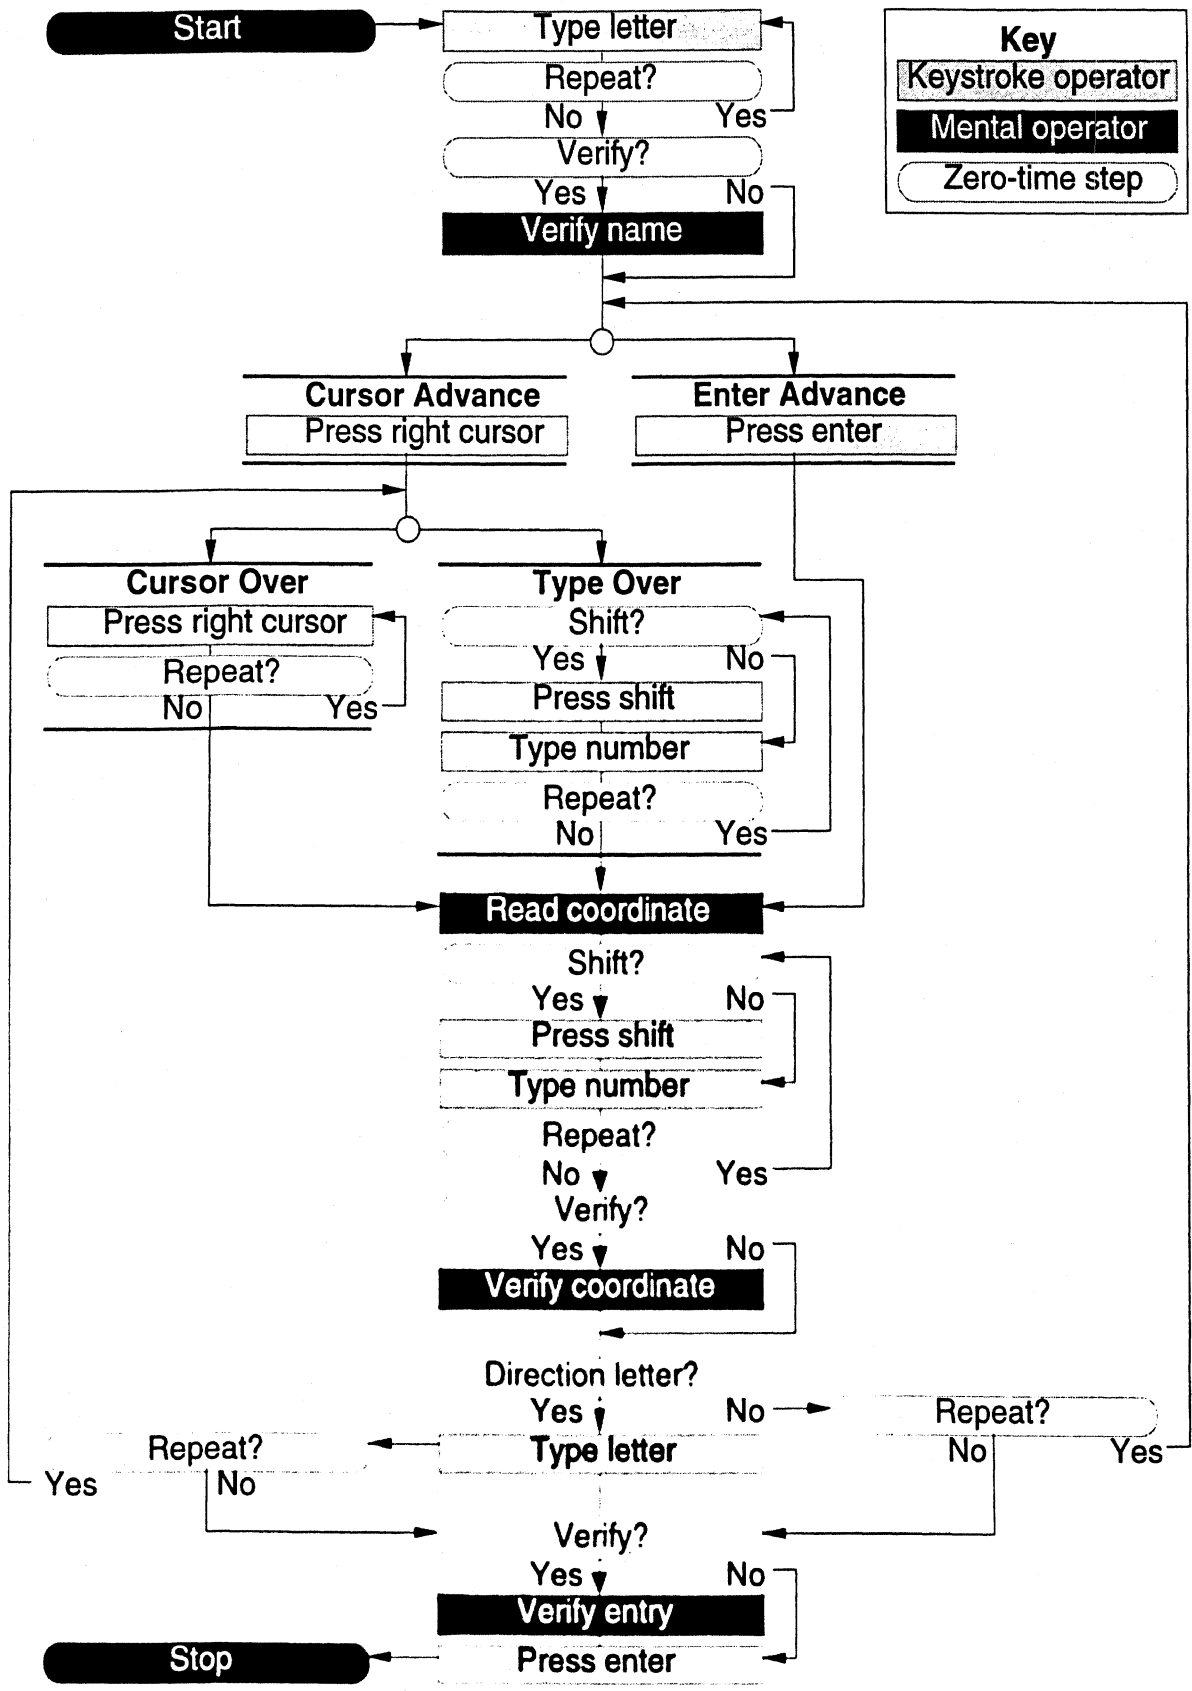 Start
Type letter
Repeat?
No Yes
Verify?
Yes No
Verify name
Key
Keystroke operator
Mental operator
Zero-time step
Cursor Advance
Press right cursor
Enter Advance
Press enter
Cursor Over
Press right cursor
Repeat?
No Yes
Type Over
Shift?
Yes No
Press shift
Type number
Repeat?
No Yes
Read coordinate
Shift?
Yes No
Press shift
Type number
Repeat?
No Yes
Verify?
Yes No
Verify coordinate
Direction letter?
Yes No
Repeat?
No Yes
Type letter
Repeat?
Yes No
Verify?
Yes No
Verify entry
Press enter
Stop